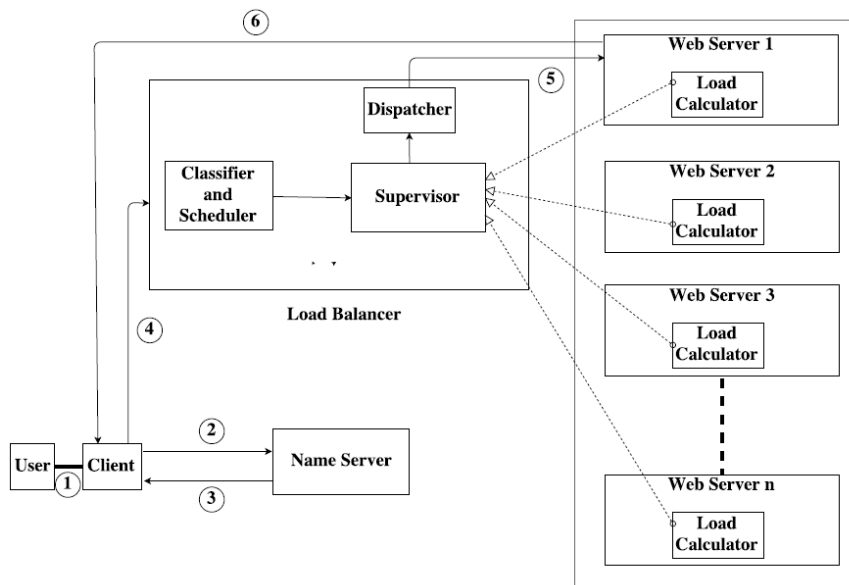 6
Web Server 1
5
Load
Calculator
Dispatcher
Classifier
and
Scheduler
Supervisor
Web Server 2
Load
Calculator
Load Balancer
Web Server 3
Load
Calculator
4
2
User
Client
Name Server
1
3
Web Server n
Load
Calculator